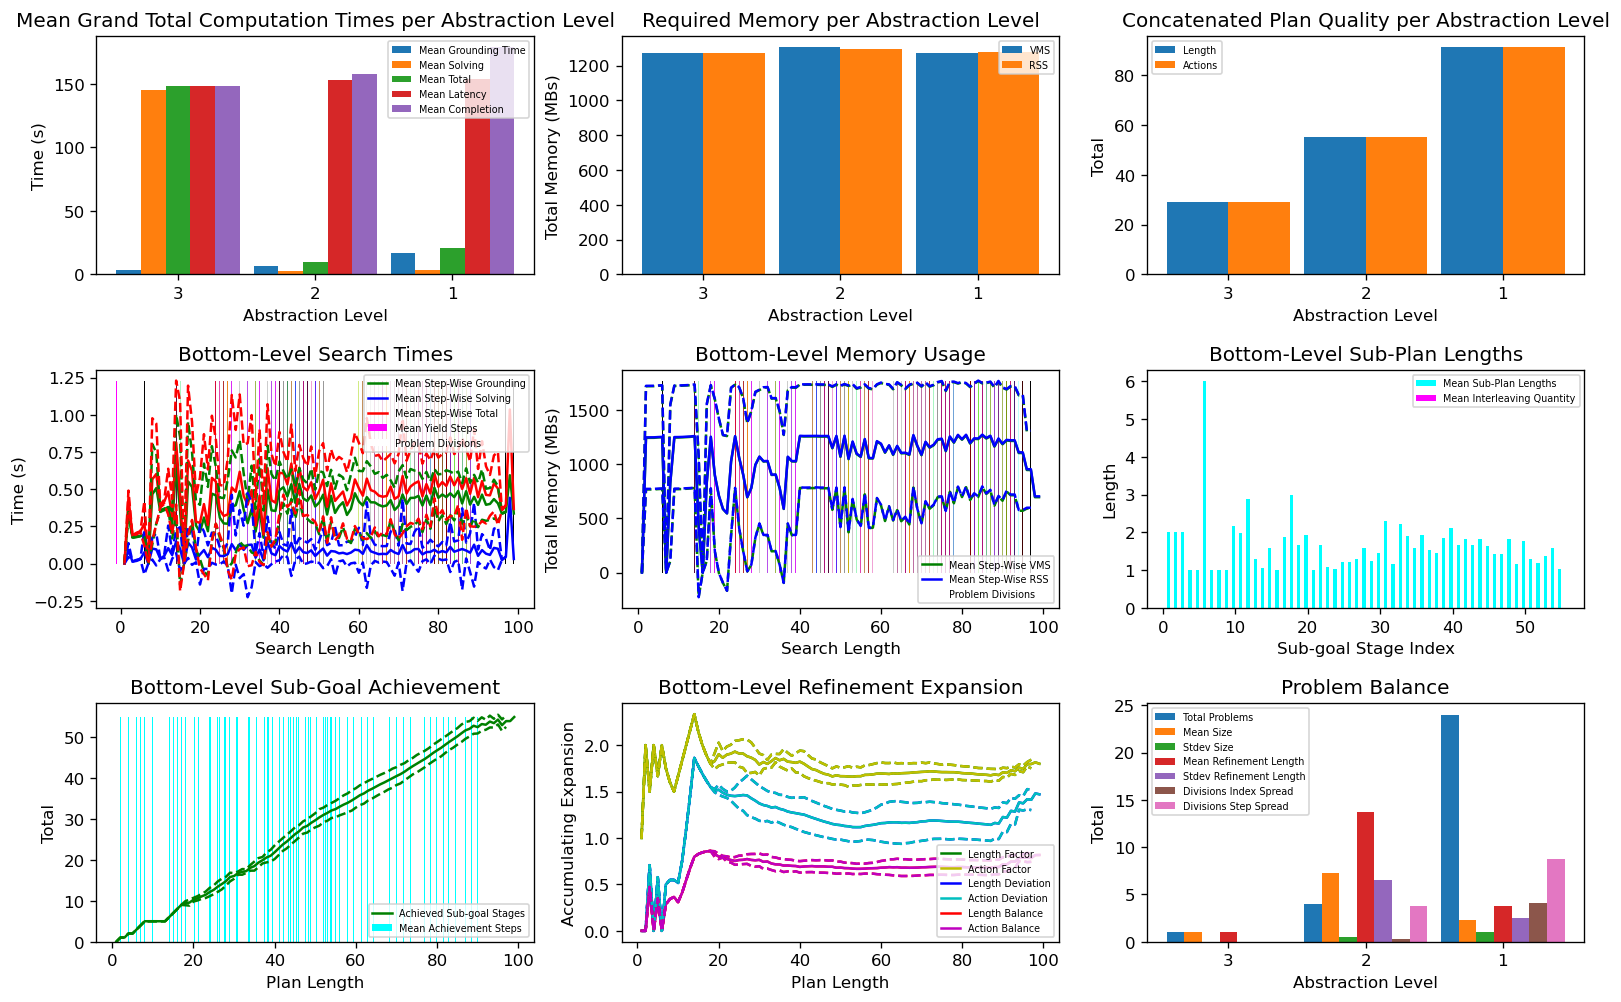 Mean Grand Total Computation Times per Abstraction Level
Time (s)
150
100
50
0
Mean Grounding Time
Mean Solving
Mean Total
Mean Latency
Mean Completion
3 2 1
Abstraction Level
Required Memory per Abstraction Level
Total Memory (MBs)
1200
1000
800
600
400
200
0
VMS
RSS
3 2 1
Abstraction Level
Concatenated Plan Quality per Abstraction Level
Total
80
60
40
20
0
Length
Actions
3 2 1
Abstraction Level
Bottom-Level Search Times
Time (s)
1.25
1.00
0.75
0.50
0.25
0.00
−0.25
Mean Step-Wise Grounding
Mean Step-Wise Solving
Mean Step-Wise Total
Mean Yield Steps
Problem Divisions
0 20 40 60 80 100
Search Length
Bottom-Level Memory Usage
Total Memory (MBs)
1500
1000
500
0
Mean Step-Wise VMS
Mean Step-Wise RSS
Problem Divisions
0 20 40 60 80 100
Search Length
Bottom-Level Sub-Plan Lengths
Length
6
5
4
3
2
1
0
Mean Sub-Plan Lengths
Mean Interleaving Quantity
0 10 20 30 40 50
Sub-goal Stage Index
Bottom-Level Sub-Goal Achievement
Total
50
40
30
20
10
0
Achieved Sub-goal Stages
Mean Achievement Steps
0 20 40 60 80 100
Plan Length
Bottom-Level Refinement Expansion
Accumulating Expansion
2.0
1.5
1.0
0.5
0.0
Length Factor
Action Factor
Length Deviation
Action Deviation
Length Balance
Action Balance
0 20 40 60 80 100
Plan Length
Problem Balance
Total
25
20
15
10
5
0
Total Problems
Mean Size
Stdev Size
Mean Refinement Length
Stdev Refinement Length
Divisions Index Spread
Divisions Step Spread
3 2 1
Abstraction Level